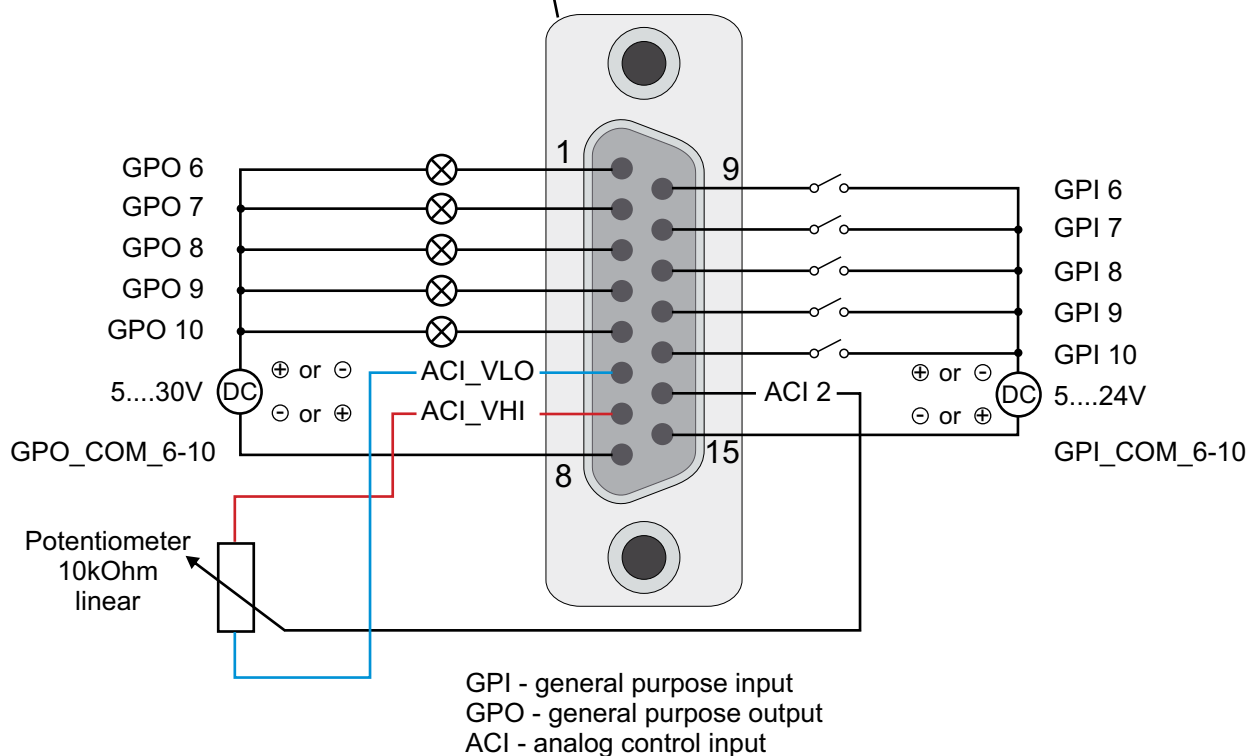 1
9
GPO 6
GPO 7
GPO 8
GPO 9
GPO 10
GPI 6
GPI 7
GPI 8
GPI 9
GPI 10
5....30V
DC
⊕ or ⊖
⊖ or ⊕
ACI_VLO
ACI_VHI
ACI 2
⊕ or ⊖
⊖ or ⊕
DC
5....24V
GPO_COM_6-10
8
15
GPI_COM_6-10
Potentiometer
10kOhm
linear
GPI - general purpose input
GPO - general purpose output
ACI - analog control input